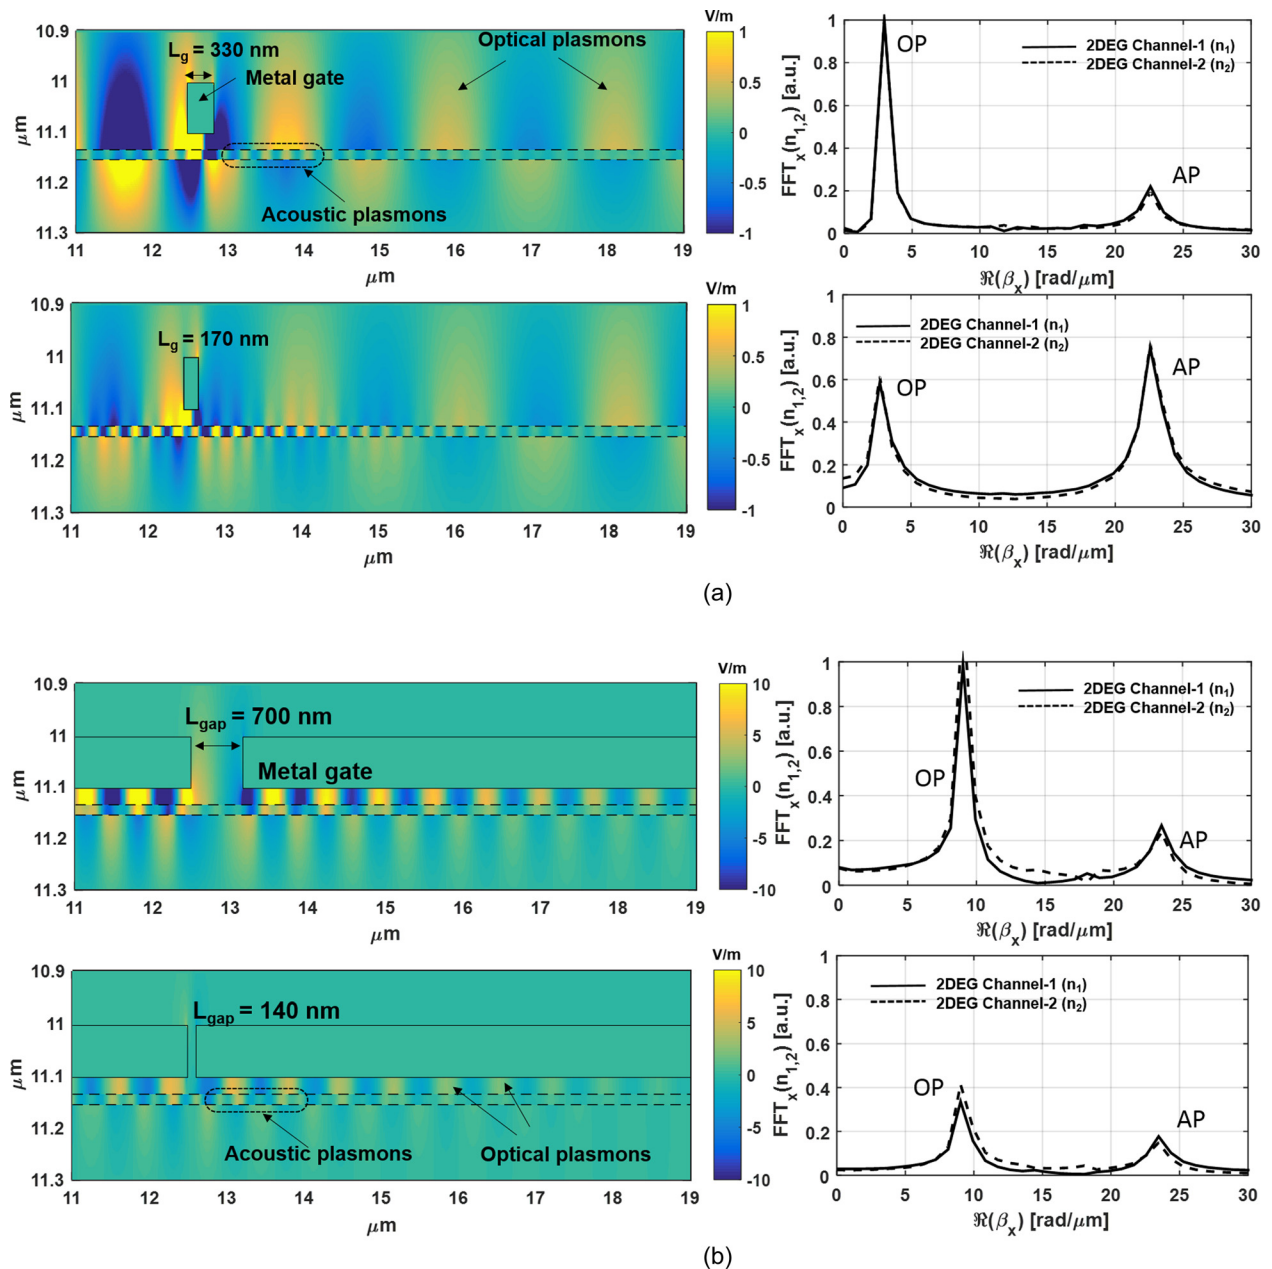 V/m
10.9
11
11.1
11.2
11.3
μm
L_g = 330 nm
Metal gate
Optical plasmons
Acoustic plasmons
11 12 13 14 15 16 17 18 19
μm
1
0.5
0
-0.5
-1
FFT_x(n_1,2) [a.u.]
1
0.8
0.6
0.4
0.2
0
OP
2DEG Channel-1 (n_1)
2DEG Channel-2 (n_2)
AP
0 5 10 15 20 25 30
ℜ(β_x) [rad/μm]
V/m
10.9
11
11.1
11.2
11.3
μm
L_g = 170 nm
11 12 13 14 15 16 17 18 19
μm
1
0.5
0
-0.5
-1
FFT_x(n_1,2) [a.u.]
1
0.8
0.6
0.4
0.2
0
2DEG Channel-1 (n_1)
2DEG Channel-2 (n_2)
OP
AP
0 5 10 15 20 25 30
ℜ(β_x) [rad/μm]
(a)
V/m
10.9
11
11.1
11.2
11.3
μm
L_gap = 700 nm
Metal gate
11 12 13 14 15 16 17 18 19
μm
10
5
0
-5
-10
FFT_x(n_1,2) [a.u.]
1
0.8
0.6
0.4
0.2
0
2DEG Channel-1 (n_1)
2DEG Channel-2 (n_2)
OP
AP
0 5 10 15 20 25 30
ℜ(β_x) [rad/μm]
V/m
10.9
11
11.1
11.2
11.3
μm
L_gap = 140 nm
Acoustic plasmons
Optical plasmons
11 12 13 14 15 16 17 18 19
μm
10
5
0
-5
-10
FFT_x(n_1,2) [a.u.]
1
0.8
0.6
0.4
0.2
0
2DEG Channel-1 (n_1)
2DEG Channel-2 (n_2)
OP
AP
0 5 10 15 20 25 30
ℜ(β_x) [rad/μm]
(b)